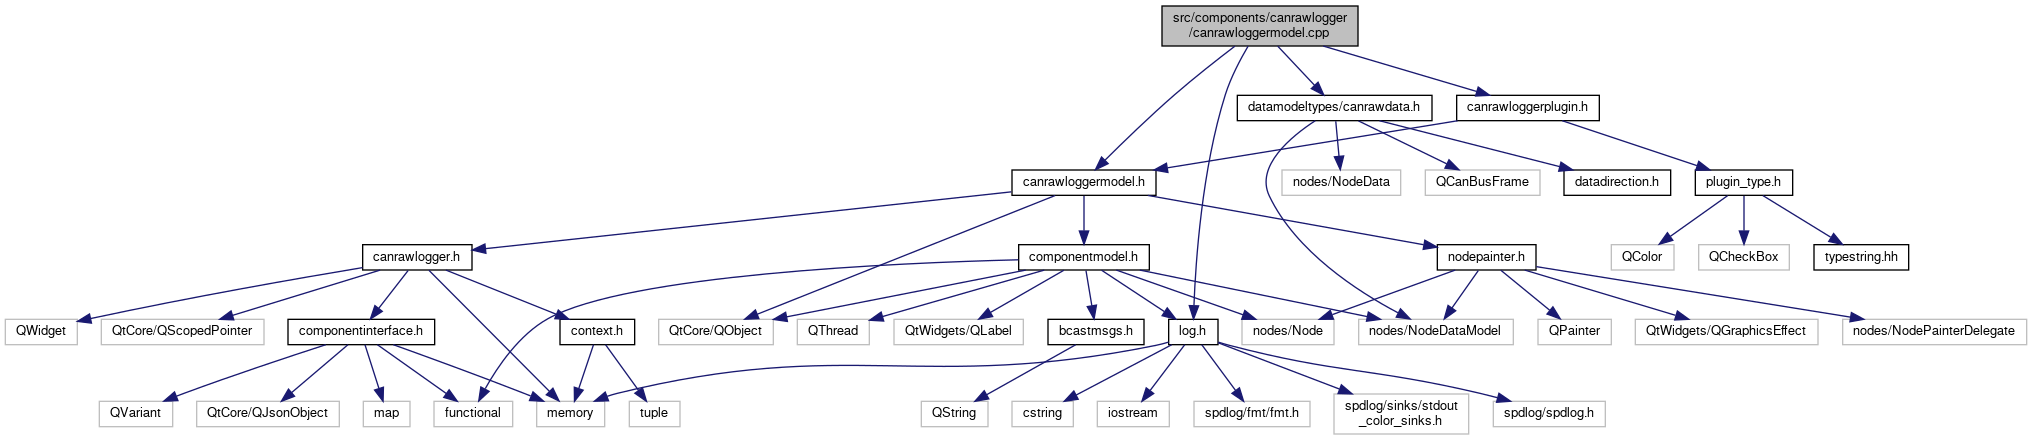 src/components/canrawlogger
/canrawloggermodel.cpp
datamodeltypes/canrawdata.h
canrawloggerplugin.h
canrawloggermodel.h
nodes/NodeData
QCanBusFrame
datadirection.h
plugin_type.h
canrawlogger.h
componentmodel.h
nodepainter.h
QColor
QCheckBox
typestring.hh
QWidget
QtCore/QScopedPointer
componentinterface.h
context.h
QtCore/QObject
QThread
QtWidgets/QLabel
bcastmsgs.h
log.h
nodes/Node
nodes/NodeDataModel
QPainter
QtWidgets/QGraphicsEffect
nodes/NodePainterDelegate
QVariant
QtCore/QJsonObject
map
functional
memory
tuple
QString
cstring
iostream
spdlog/fmt/fmt.h
spdlog/sinks/stdout
_color_sinks.h
spdlog/spdlog.h